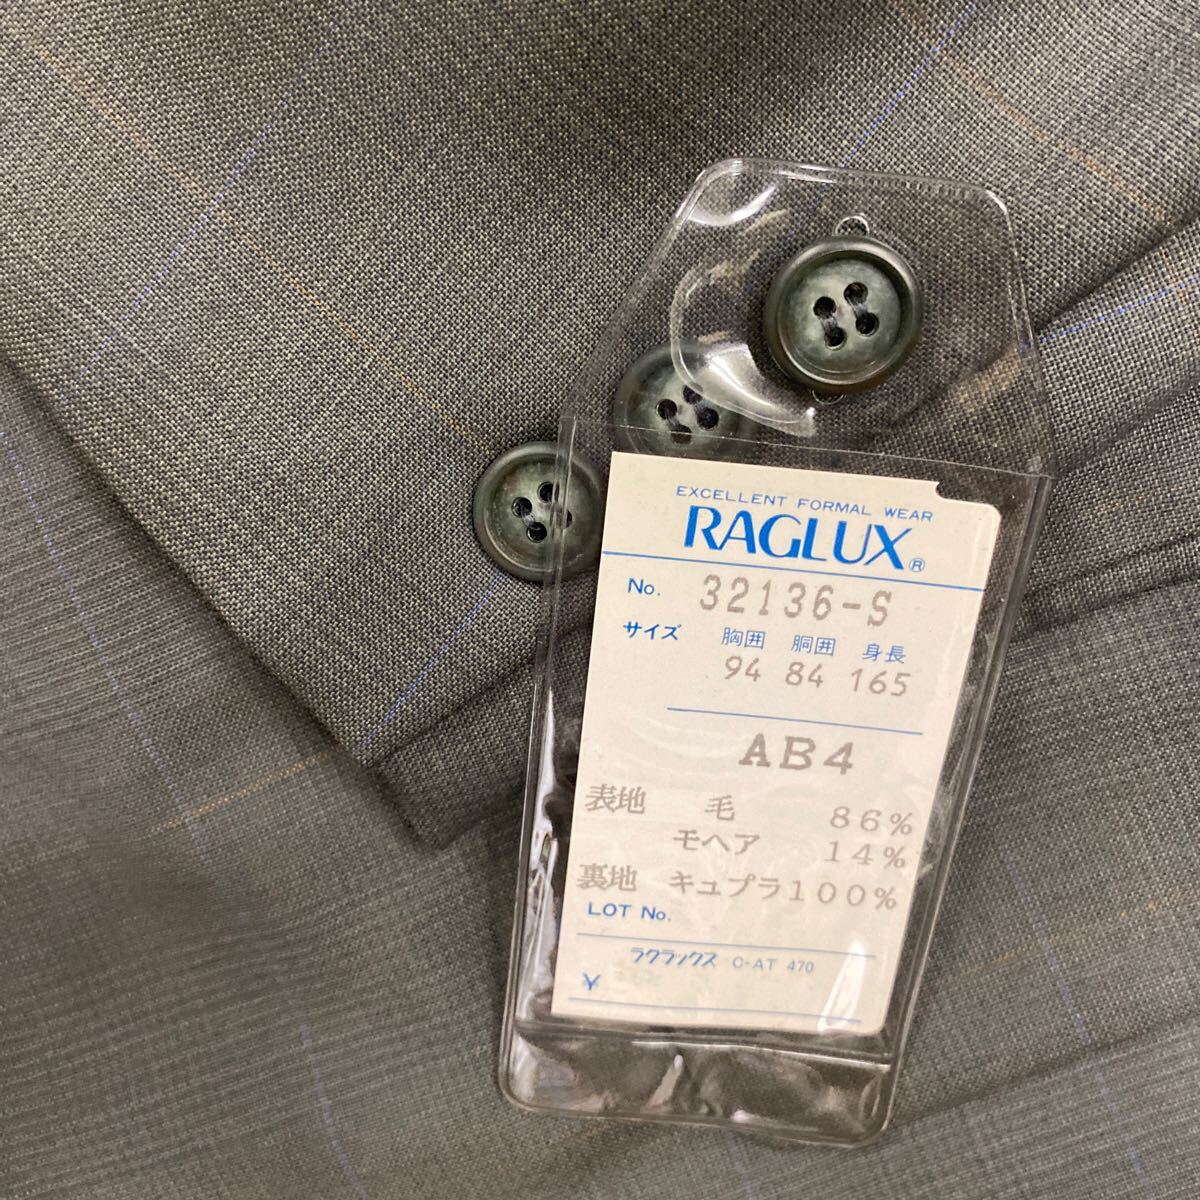 EXCELLENT FORMAL WEAR
RAGLUX®
No. 32136-S
サイズ 胸囲 胴囲 身長
94 84 165
AB4
表地 毛 86%
モヘア 14%
裏地 キュプラ100%
LOT No.
ラクラックス C-AT 470
¥